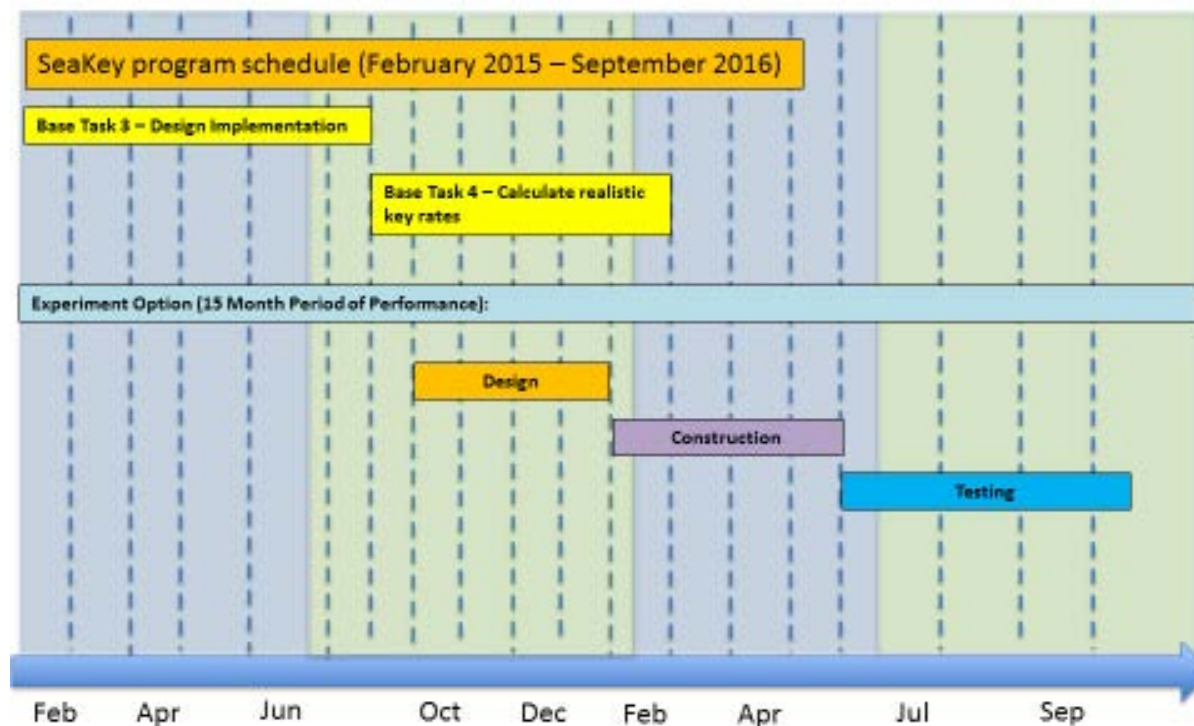 SeaKey program schedule (February 2015 – September 2016)
Base Task 3 – Design Implementation
Base Task 4 – Calculate realistic
key rates
Experiment Option (15 Month Period of Performance):
Design
Construction
Testing
Feb Apr Jun Oct Dec Feb Apr Jul Sep